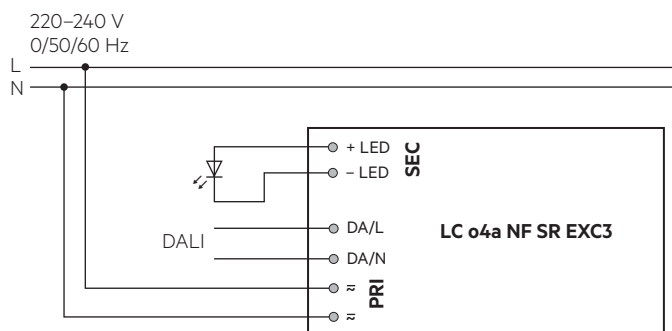 220–240 V
0/50/60 Hz
L
N
+ LED
– LED
SEC
DA/L
DALI
DA/N
LC o4a NF SR EXC3
PRI
≂
≂